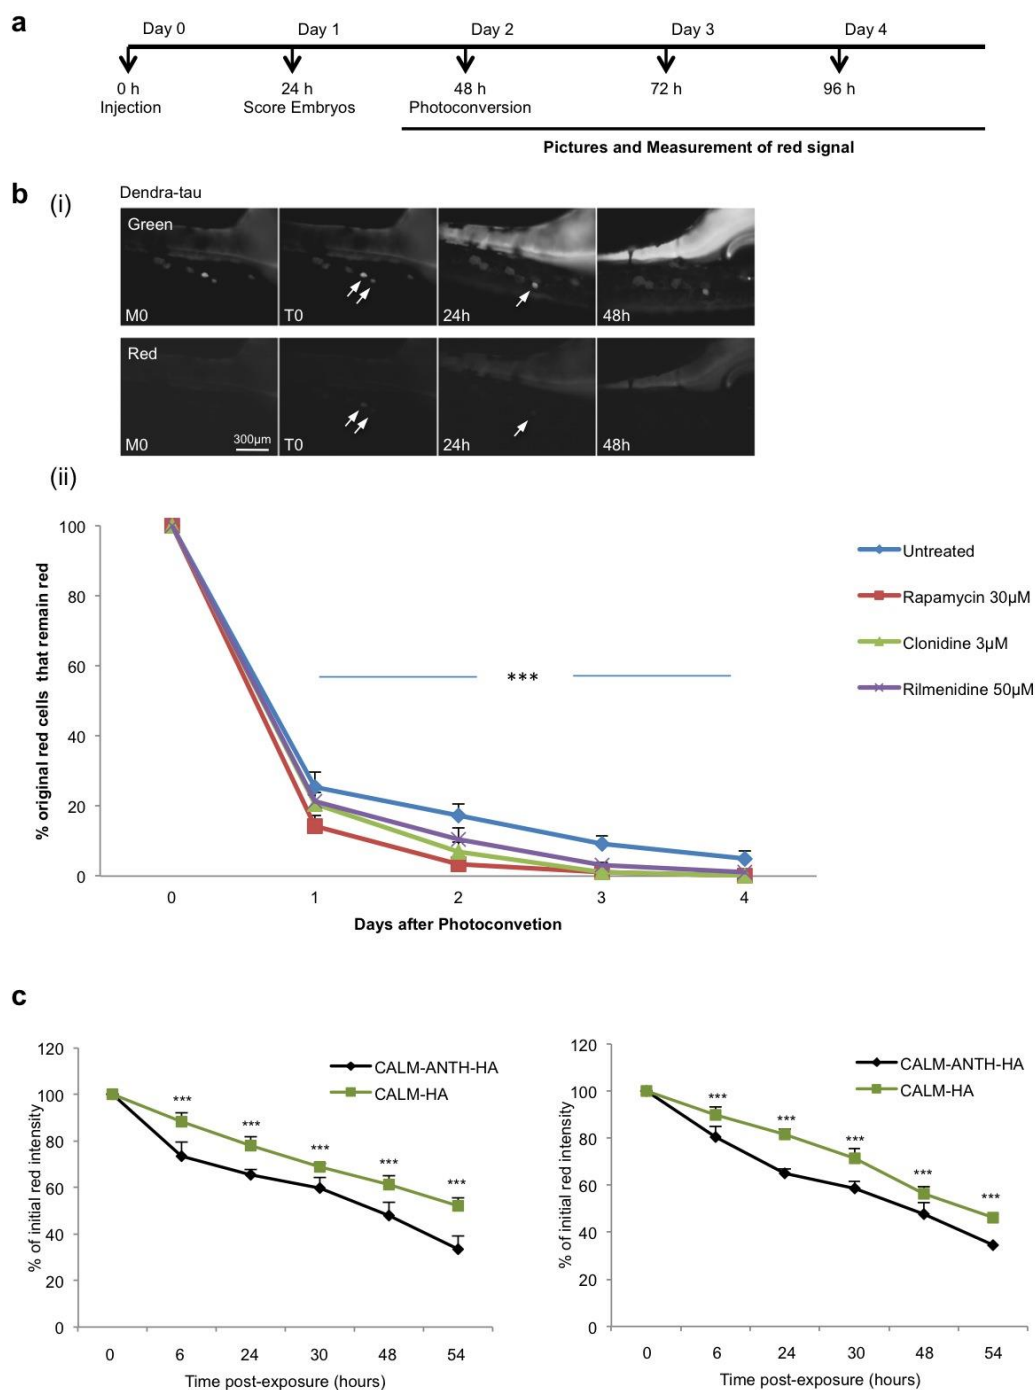 a
Day 0 Day 1 Day 2 Day 3 Day 4
0 h 24 h 48 h 72 h 96 h
Injection Score Embryos Photoconversion
Pictures and Measurement of red signal
b
(i)
Dendra-tau
Green
M0 T0 24h 48h
Red
300µm
M0 T0 24h 48h
(ii)
% original red cells that remain red
100
80
60
40
20
0
***
Untreated
Rapamycin 30µM
Clonidine 3µM
Rilmenidine 50µM
0 1 2 3 4
Days after Photoconvetion
c
% of initial red intensity
120
100
80
60
40
20
0
CALM-ANTH-HA
CALM-HA
*** *** *** *** ***
0 6 24 30 48 54
Time post-exposure (hours)
% of initial red intensity
120
100
80
60
40
20
0
CALM-ANTH-HA
CALM-HA
*** *** *** *** ***
0 6 24 30 48 54
Time post-exposure (hours)